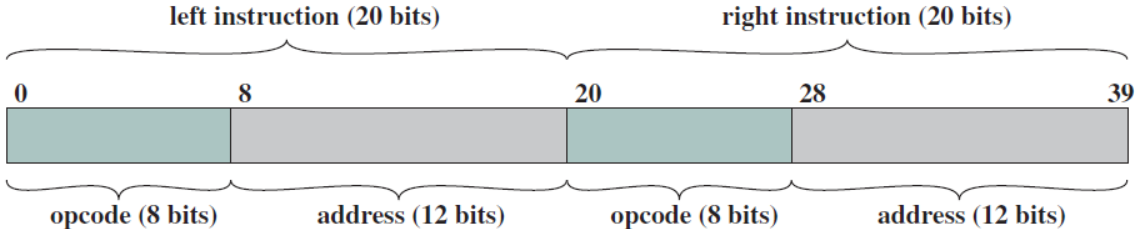 left instruction (20 bits) right instruction (20 bits)
0 8 20 28 39
opcode (8 bits) address (12 bits) opcode (8 bits) address (12 bits)